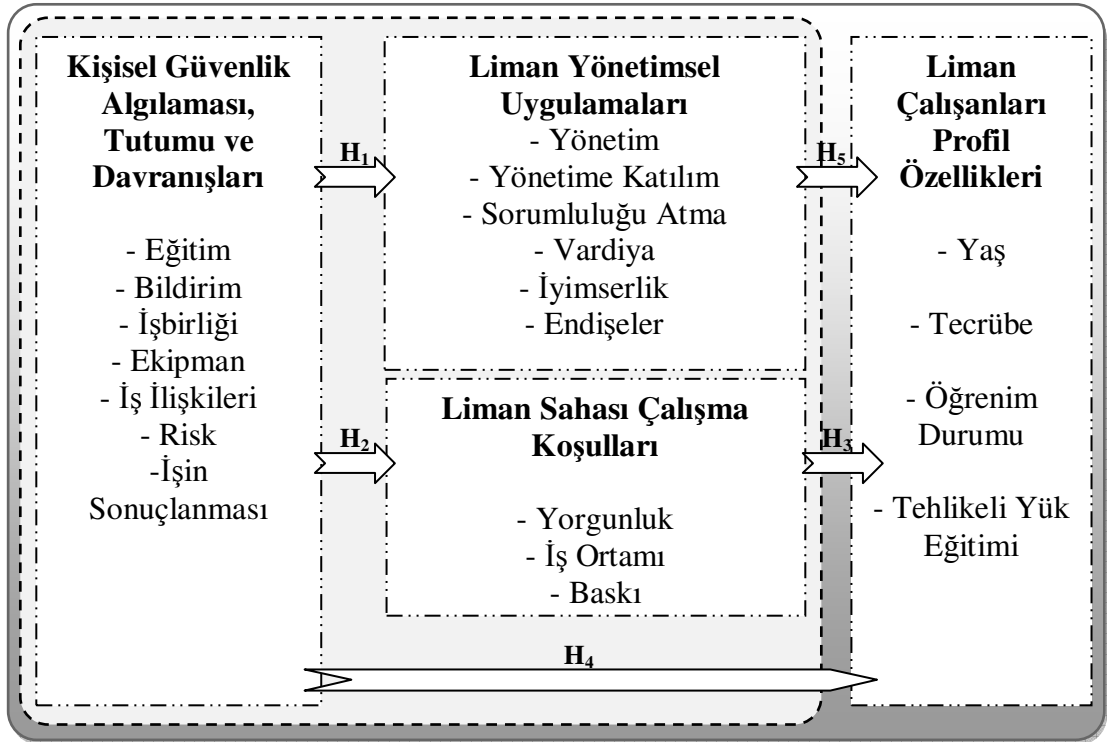 Kişisel Güvenlik
Algılaması,
Tutumu ve
Davranışları
- Eğitim
- Bildirim
- İşbirliği
- Ekipman
- İş İlişkileri
- Risk
-İşin
Sonuçlanması
H₁
H₂
Liman Yönetimsel
Uygulamaları
- Yönetim
- Yönetime Katılım
- Sorumluluğu Atma
- Vardiya
- İyimserlik
- Endişeler
Liman Sahası Çalışma
Koşulları
- Yorgunluk
- İş Ortamı
- Baskı
H₅
H₃
H₄
Liman
Çalışanları
Profil
Özellikleri
- Yaş
- Tecrübe
- Öğrenim
Durumu
- Tehlikeli Yük
Eğitimi